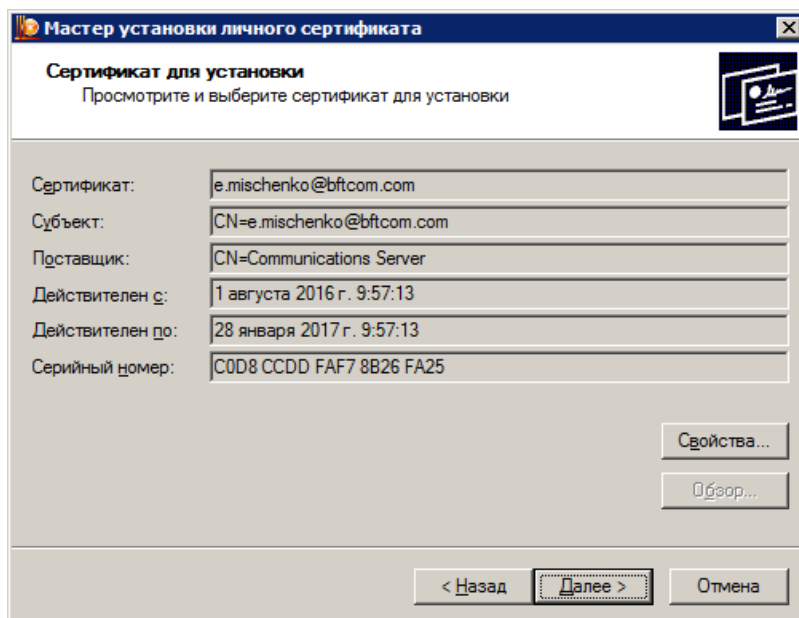 Мастер установки личного сертификата
Сертификат для установки
Просмотрите и выберите сертификат для установки
Сертификат: e.mischenko@bftcom.com
Субъект: CN=e.mischenko@bftcom.com
Поставщик: CN=Communications Server
Действителен с: 1 августа 2016 г. 9:57:13
Действителен по: 28 января 2017 г. 9:57:13
Серийный номер: C0D8 CCDD FAF7 8B26 FA25
Свойства...
Обзор...
< Назад Далее > Отмена